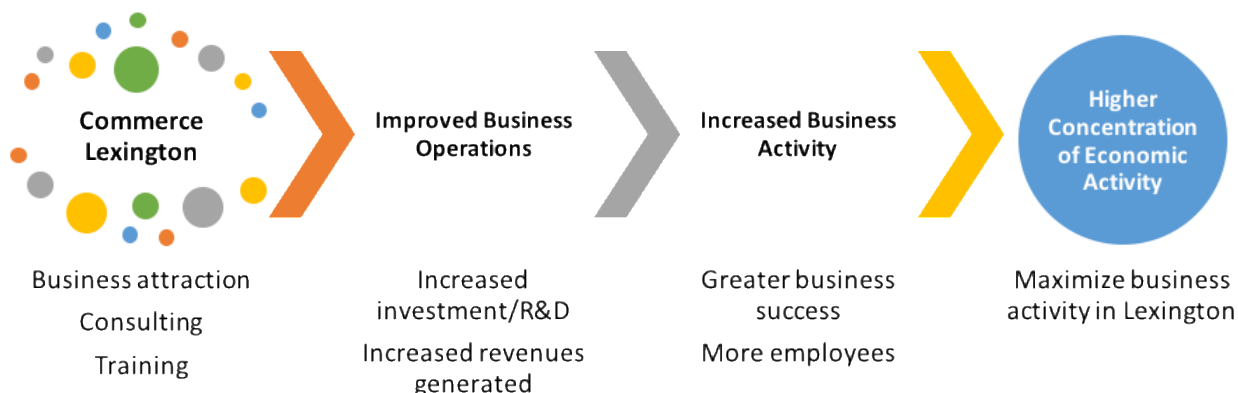 Commerce
Lexington
Business attraction
Consulting
Training
Improved Business
Operations
Increased
investment/R&D
Increased revenues
generated
Increased Business
Activity
Greater business
success
More employees
Higher
Concentration
of Economic
Activity
Maximize business
activity in Lexington